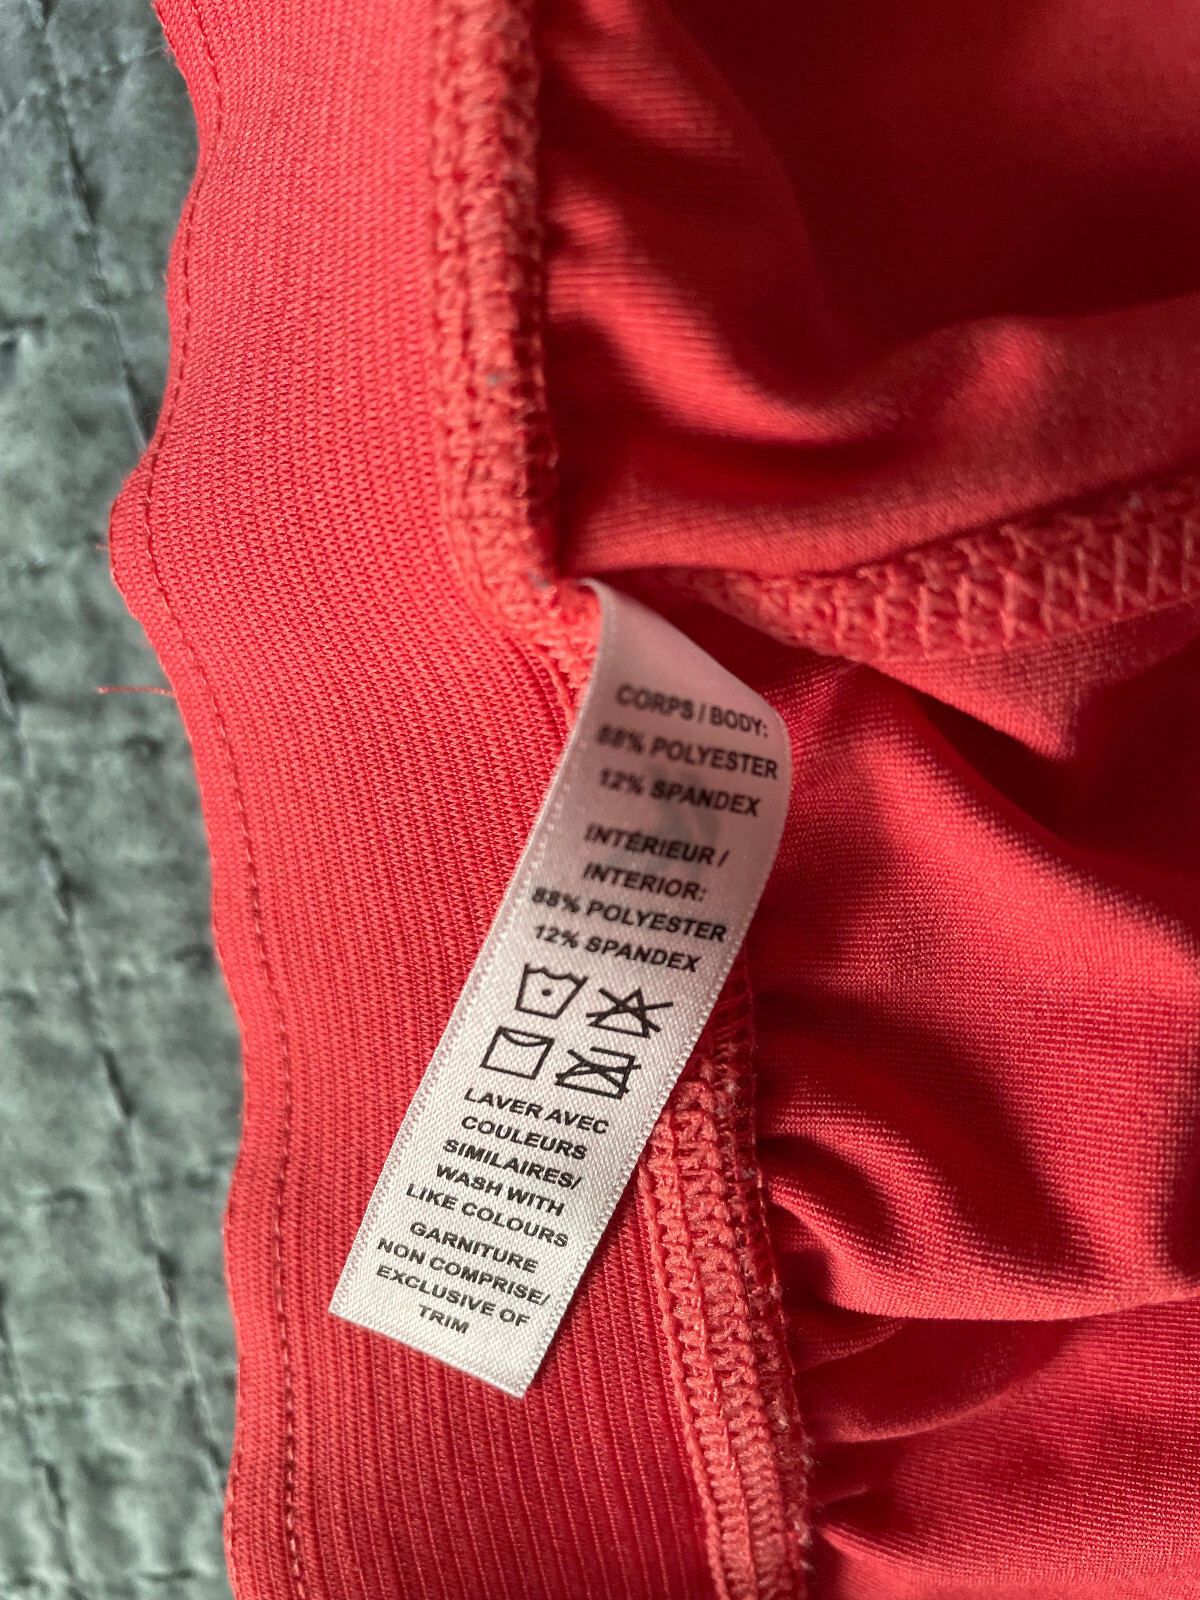 CORPS / BODY:
88% POLYESTER
12% SPANDEX
INTÉRIEUR /
INTERIOR:
88% POLYESTER
12% SPANDEX
LAVER AVEC
COULEURS
SIMILAIRES/
WASH WITH
LIKE COLOURS
GARNITURE
NON COMPRISE/
EXCLUSIVE OF
TRIM